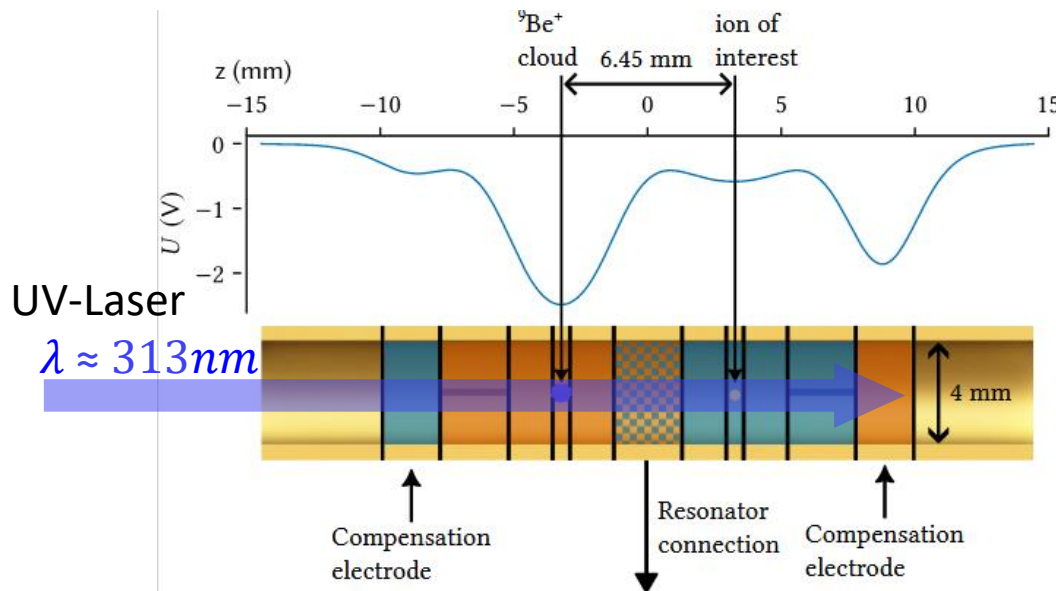 ⁹Be⁺
cloud
6.45 mm
ion of
interest
z (mm)
−15 −10 −5 0 5 10 15
0
−1
−2
U (V)
UV-Laser
λ ≈ 313nm
4 mm
Compensation
electrode
Resonator
connection
Compensation
electrode